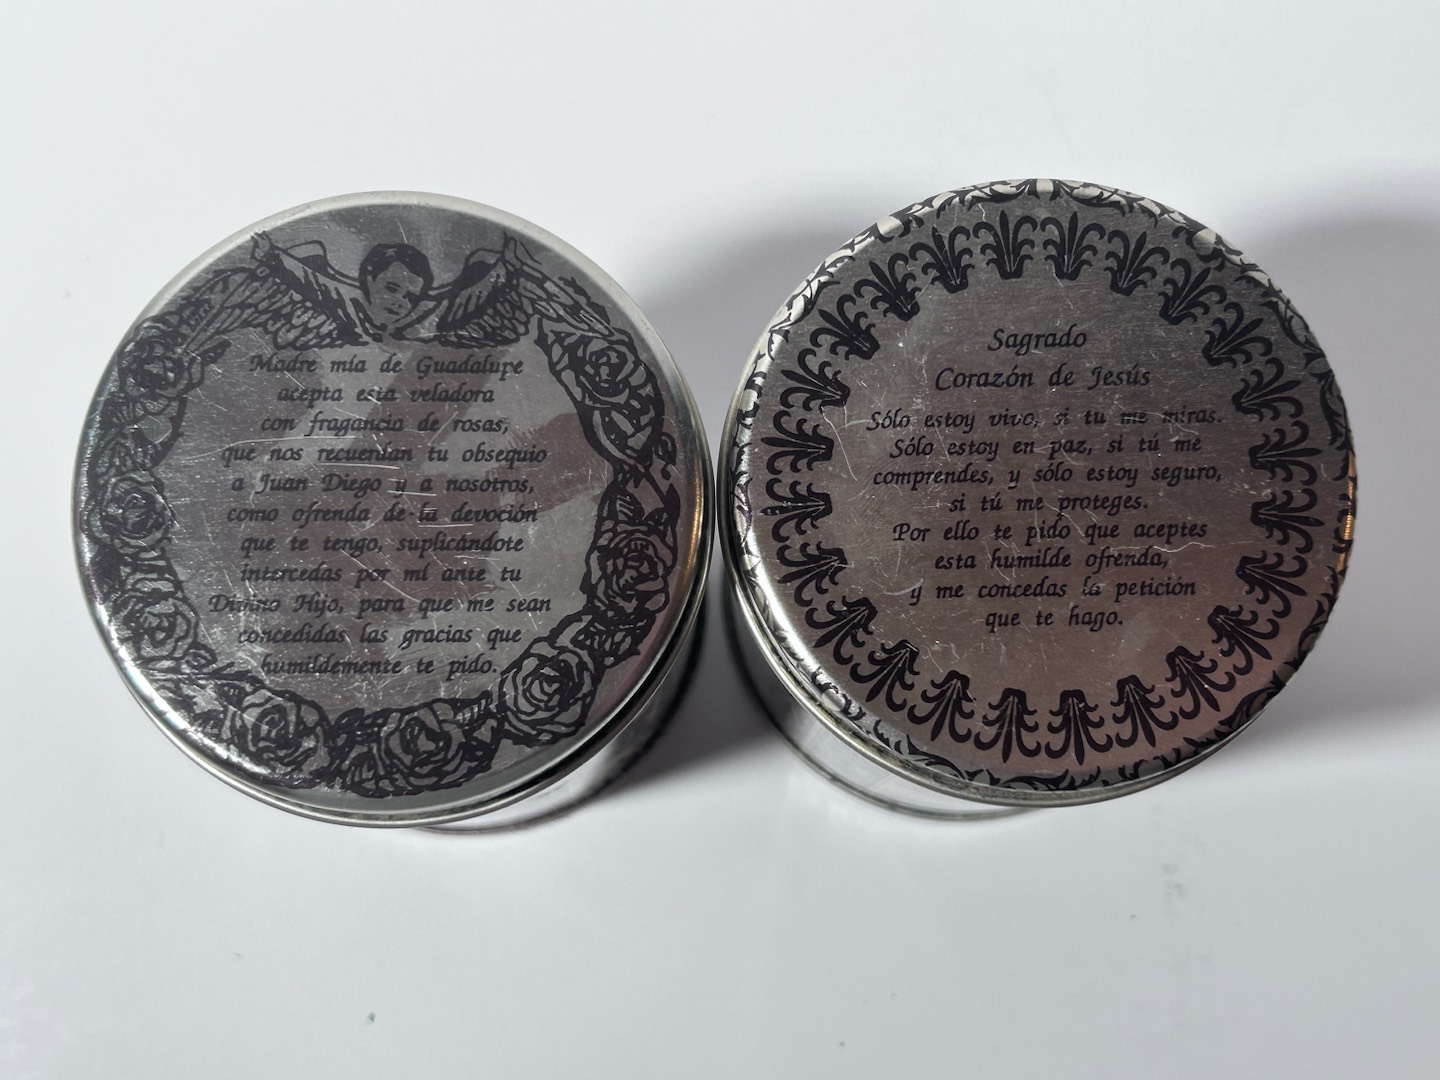 Madre mía de Guadalupe
acepta esta veladora
con fragancia de rosas,
que nos recuerdan tu obsequio
a Juan Diego y a nosotros,
como ofrenda de la devoción
que te tengo, suplicándote
intercedas por mí ante tu
Divino Hijo, para que me sean
concedidas las gracias que
humildemente te pido.
Sagrado
Corazón de Jesús
Sólo estoy vivo, si tu me miras.
Sólo estoy en paz, si tú me
comprendes, y sólo estoy seguro,
si tú me proteges.
Por ello te pido que aceptes
esta humilde ofrenda,
y me concedas la petición
que te hago.